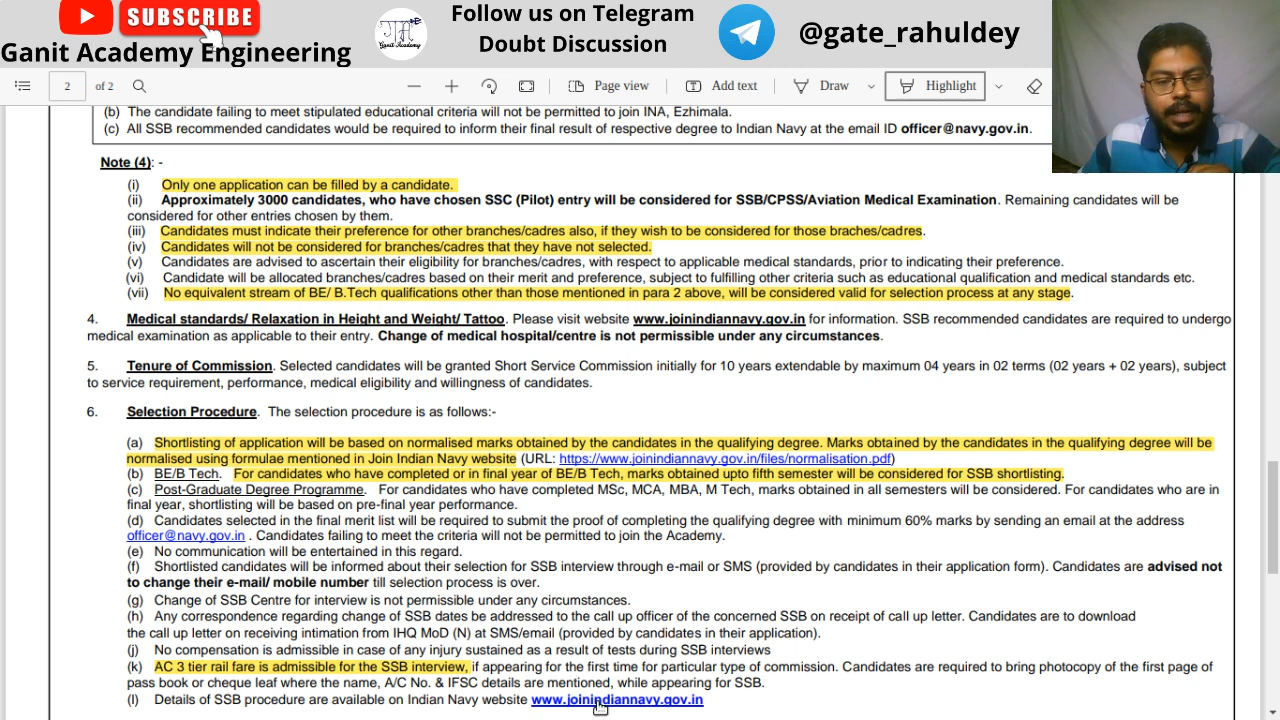 SUBSCRIBE
Ganit Academy Engineering
Ganit Academy
Follow us on Telegram
Doubt Discussion
@gate_rahuldey
2 of 2 Page view Add text Draw Highlight
(b) The candidate failing to meet stipulated educational criteria will not be permitted to join INA, Ezhimala.
(c) All SSB recommended candidates would be required to inform their final result of respective degree to Indian Navy at the email ID officer@navy.gov.in.
Note (4): -
(i) Only one application can be filled by a candidate.
(ii) Approximately 3000 candidates, who have chosen SSC (Pilot) entry will be considered for SSB/CPSS/Aviation Medical Examination. Remaining candidates will be
considered for other entries chosen by them.
(iii) Candidates must indicate their preference for other branches/cadres also, if they wish to be considered for those braches/cadres.
(iv) Candidates will not be considered for branches/cadres that they have not selected.
(v) Candidates are advised to ascertain their eligibility for branches/cadres, with respect to applicable medical standards, prior to indicating their preference.
(vi) Candidate will be allocated branches/cadres based on their merit and preference, subject to fulfilling other criteria such as educational qualification and medical standards etc.
(vii) No equivalent stream of BE/ B.Tech qualifications other than those mentioned in para 2 above, will be considered valid for selection process at any stage.
4. Medical standards/ Relaxation in Height and Weight/ Tattoo. Please visit website www.joinindiannavy.gov.in for information. SSB recommended candidates are required to undergo
medical examination as applicable to their entry. Change of medical hospital/centre is not permissible under any circumstances.
5. Tenure of Commission. Selected candidates will be granted Short Service Commission initially for 10 years extendable by maximum 04 years in 02 terms (02 years + 02 years), subject
to service requirement, performance, medical eligibility and willingness of candidates.
6. Selection Procedure. The selection procedure is as follows:-
(a) Shortlisting of application will be based on normalised marks obtained by the candidates in the qualifying degree. Marks obtained by the candidates in the qualifying degree will be
normalised using formulae mentioned in Join Indian Navy website (URL: https://www.joinindiannavy.gov.in/files/normalisation.pdf)
(b) BE/B Tech. For candidates who have completed or in final year of BE/B Tech, marks obtained upto fifth semester will be considered for SSB shortlisting.
(c) Post-Graduate Degree Programme. For candidates who have completed MSc, MCA, MBA, M Tech, marks obtained in all semesters will be considered. For candidates who are in
final year, shortlisting will be based on pre-final year performance.
(d) Candidates selected in the final merit list will be required to submit the proof of completing the qualifying degree with minimum 60% marks by sending an email at the address
officer@navy.gov.in . Candidates failing to meet the criteria will not be permitted to join the Academy.
(e) No communication will be entertained in this regard.
(f) Shortlisted candidates will be informed about their selection for SSB interview through e-mail or SMS (provided by candidates in their application form). Candidates are advised not
to change their e-mail/ mobile number till selection process is over.
(g) Change of SSB Centre for interview is not permissible under any circumstances.
(h) Any correspondence regarding change of SSB dates be addressed to the call up officer of the concerned SSB on receipt of call up letter. Candidates are to download
the call up letter on receiving intimation from IHQ MoD (N) at SMS/email (provided by candidates in their application).
(j) No compensation is admissible in case of any injury sustained as a result of tests during SSB interviews
(k) AC 3 tier rail fare is admissible for the SSB interview, if appearing for the first time for particular type of commission. Candidates are required to bring photocopy of the first page of
pass book or cheque leaf where the name, A/C No. & IFSC details are mentioned, while appearing for SSB.
(l) Details of SSB procedure are available on Indian Navy website www.joinindiannavy.gov.in